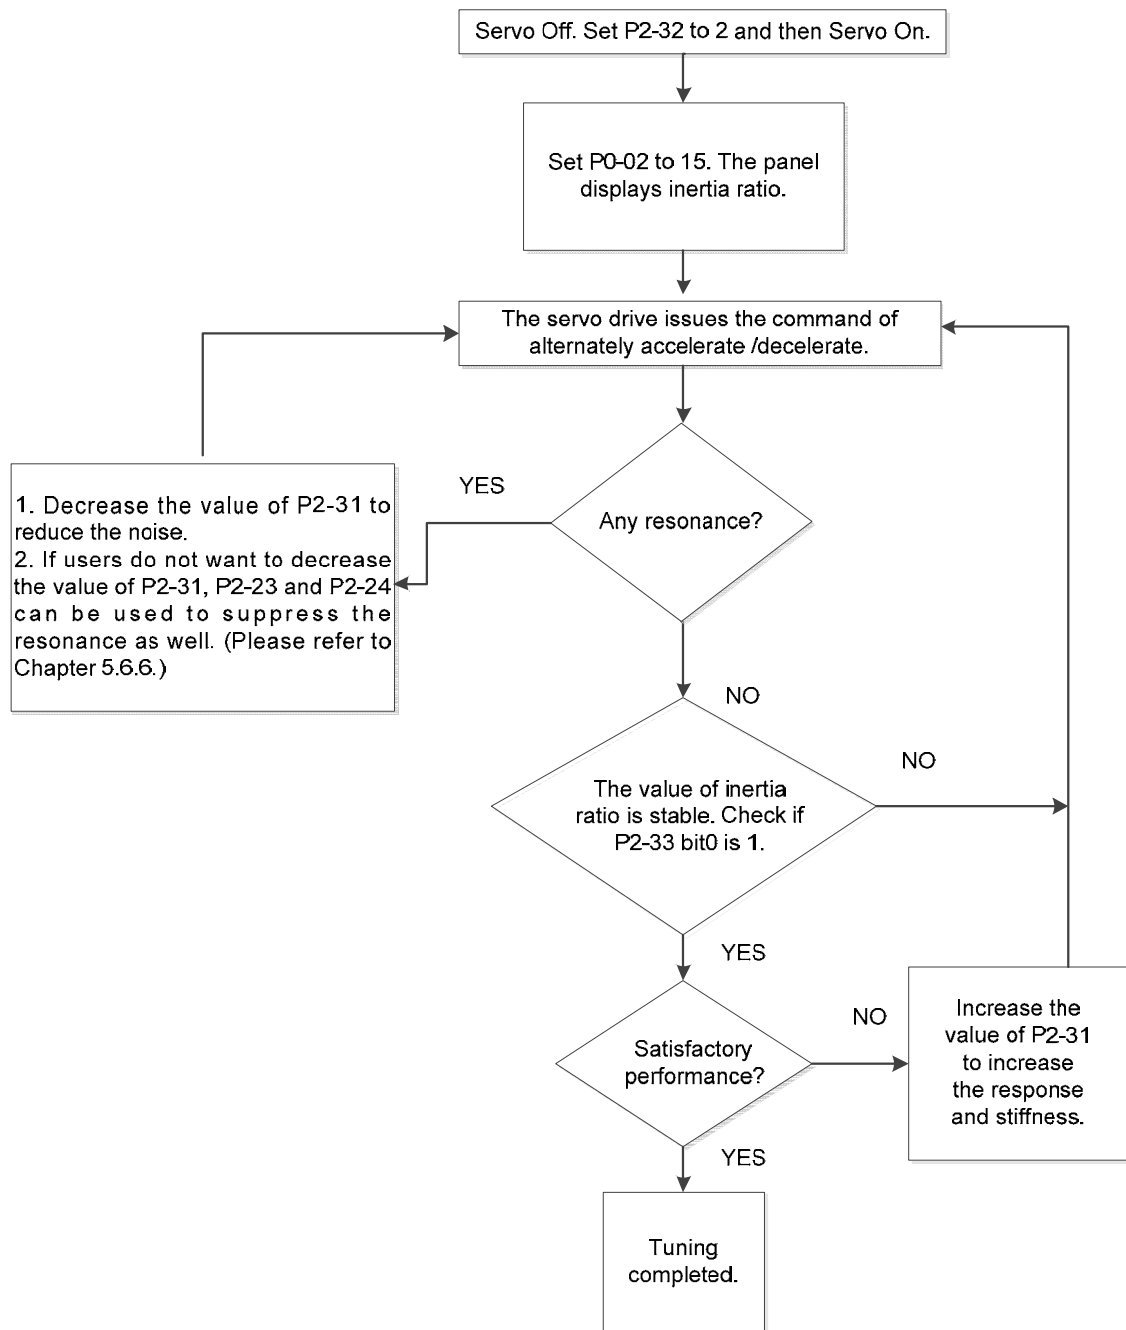 Servo Off. Set P2-32 to 2 and then Servo On.
Set P0-02 to 15. The panel
displays inertia ratio.
The servo drive issues the command of
alternately accelerate /decelerate.
YES
Any resonance?
1. Decrease the value of P2-31 to
reduce the noise.
2. If users do not want to decrease
the value of P2-31, P2-23 and P2-24
can be used to suppress the
resonance as well. (Please refer to
Chapter 5.6.6.)
NO
NO
The value of inertia
ratio is stable. Check if
P2-33 bit0 is 1.
YES
NO
Satisfactory
performance?
Increase the
value of P2-31
to increase
the response
and stiffness.
YES
Tuning
completed.